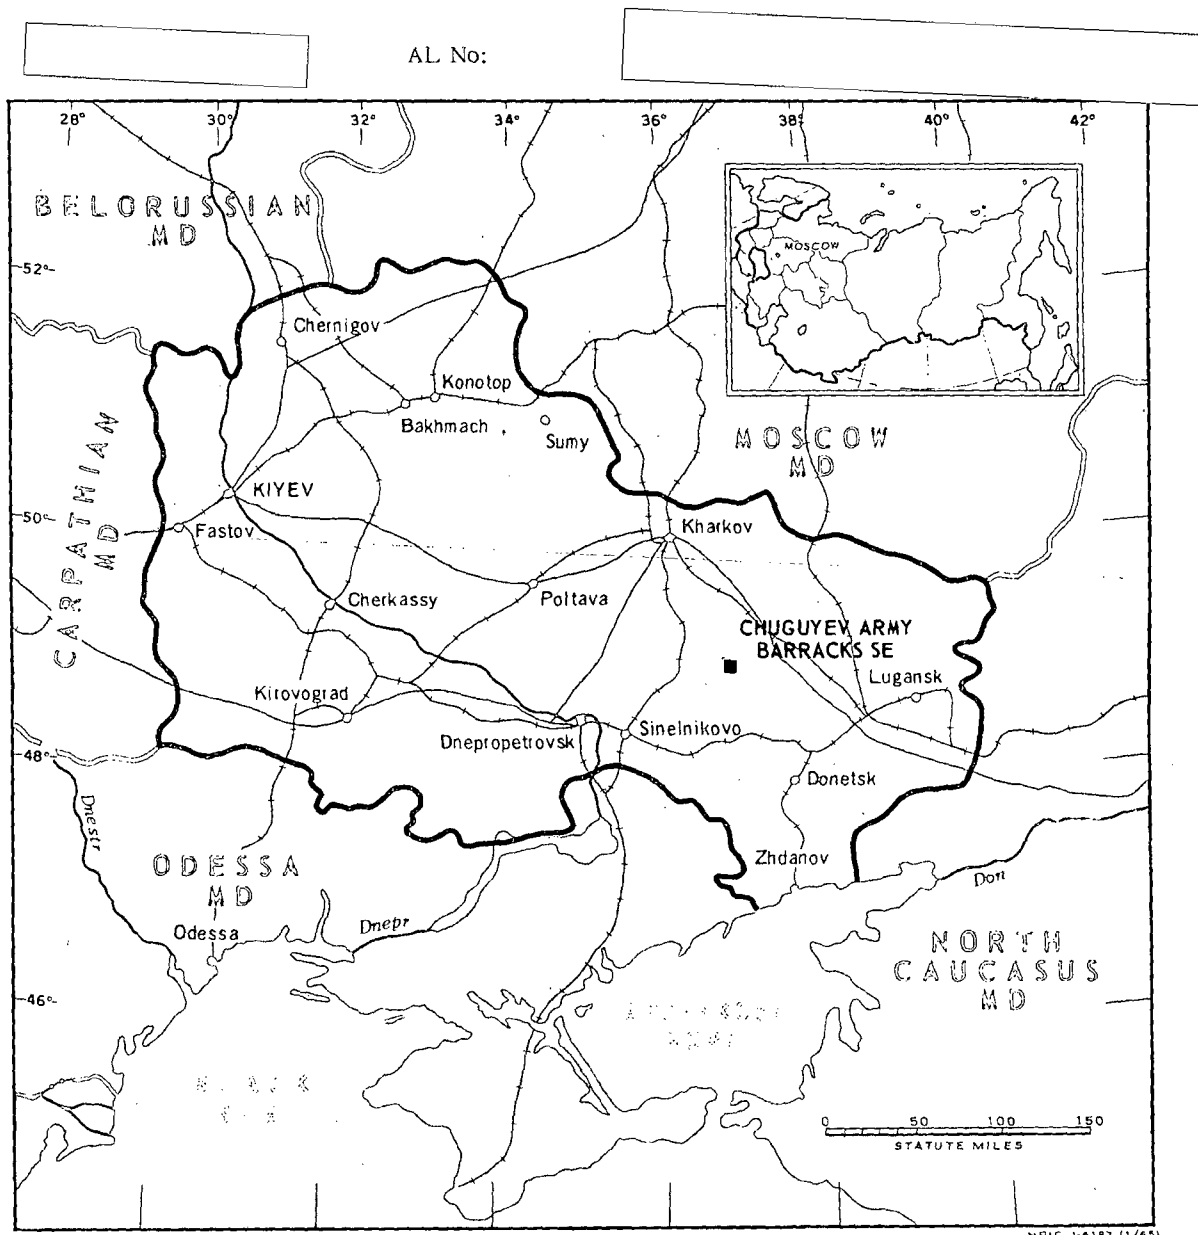 AL No:
28° 30° 32° 34° 36° 38° 40° 42°
BELORUSSIAN
MD
MOSCOW
52°
Chernigov
Konotop
Bakhmach
Sumy
MOSCOW
MD
CARPATHIAN
MD
KIYEV
50°
Fastov
Kharkov
Cherkassy
Poltava
CHUGUYEV ARMY
BARRACKS SE
Lugansk
Kirovograd
Dnepropetrovsk
Sinelnikovo
48°
Donetsk
Dnestr
Zhdanov
ODESSA
MD
Don
Dnepr
Odessa
NORTH
CAUCASUS
MD
46°
0 50 100 150
STATUTE MILES